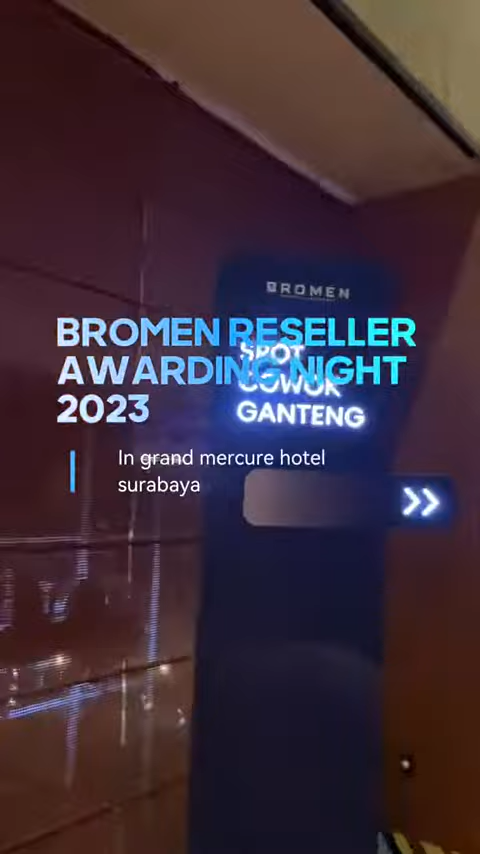 BROMEN
BROMEN RESELLER
AWARDING NIGHT
2023
SPOT
COWOK
GANTENG
In grand mercure hotel
surabaya